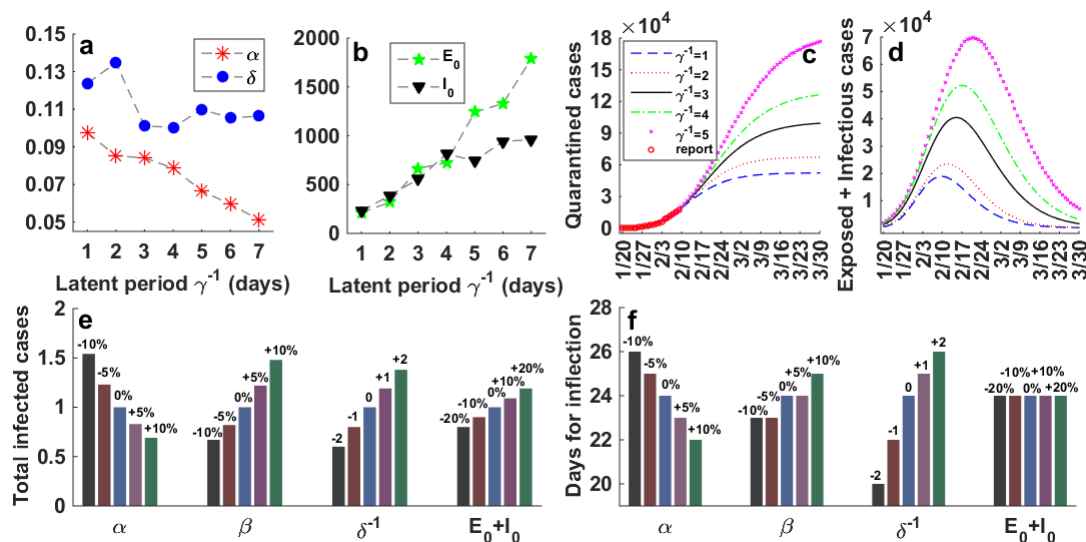 a
α
δ
0.15
0.13
0.11
0.09
0.07
0.05
1 2 3 4 5 6 7
Latent period γ⁻¹ (days)
b
E₀
I₀
2000
1500
1000
500
0
1 2 3 4 5 6 7
Latent period γ⁻¹ (days)
×10⁴
c
γ⁻¹=1
γ⁻¹=2
γ⁻¹=3
γ⁻¹=4
γ⁻¹=5
report
Quarantined cases
18
15
12
9
6
3
0
1/20 1/27 2/3 2/10 2/17 2/24 3/2 3/9 3/16 3/23 3/30
×10⁴
d
Exposed + Infectious cases
7
6
5
4
3
2
1
0
1/20 1/27 2/3 2/10 2/17 2/24 3/2 3/9 3/16 3/23 3/30
e
Total infected cases
2
1.5
1
0.5
0
-10% -5% 0% +5% +10%
-10% -5% 0% +5% +10%
-2 -1 0 +1 +2
-20% -10% 0% +10% +20%
α β δ⁻¹ E₀+I₀
f
Days for inflection
28
26
24
22
20
-10% -5% 0% +5% +10%
-10% -5% 0% +5% +10%
-2 -1 0 +1 +2
-20% -10% 0% +10% +20%
α β δ⁻¹ E₀+I₀